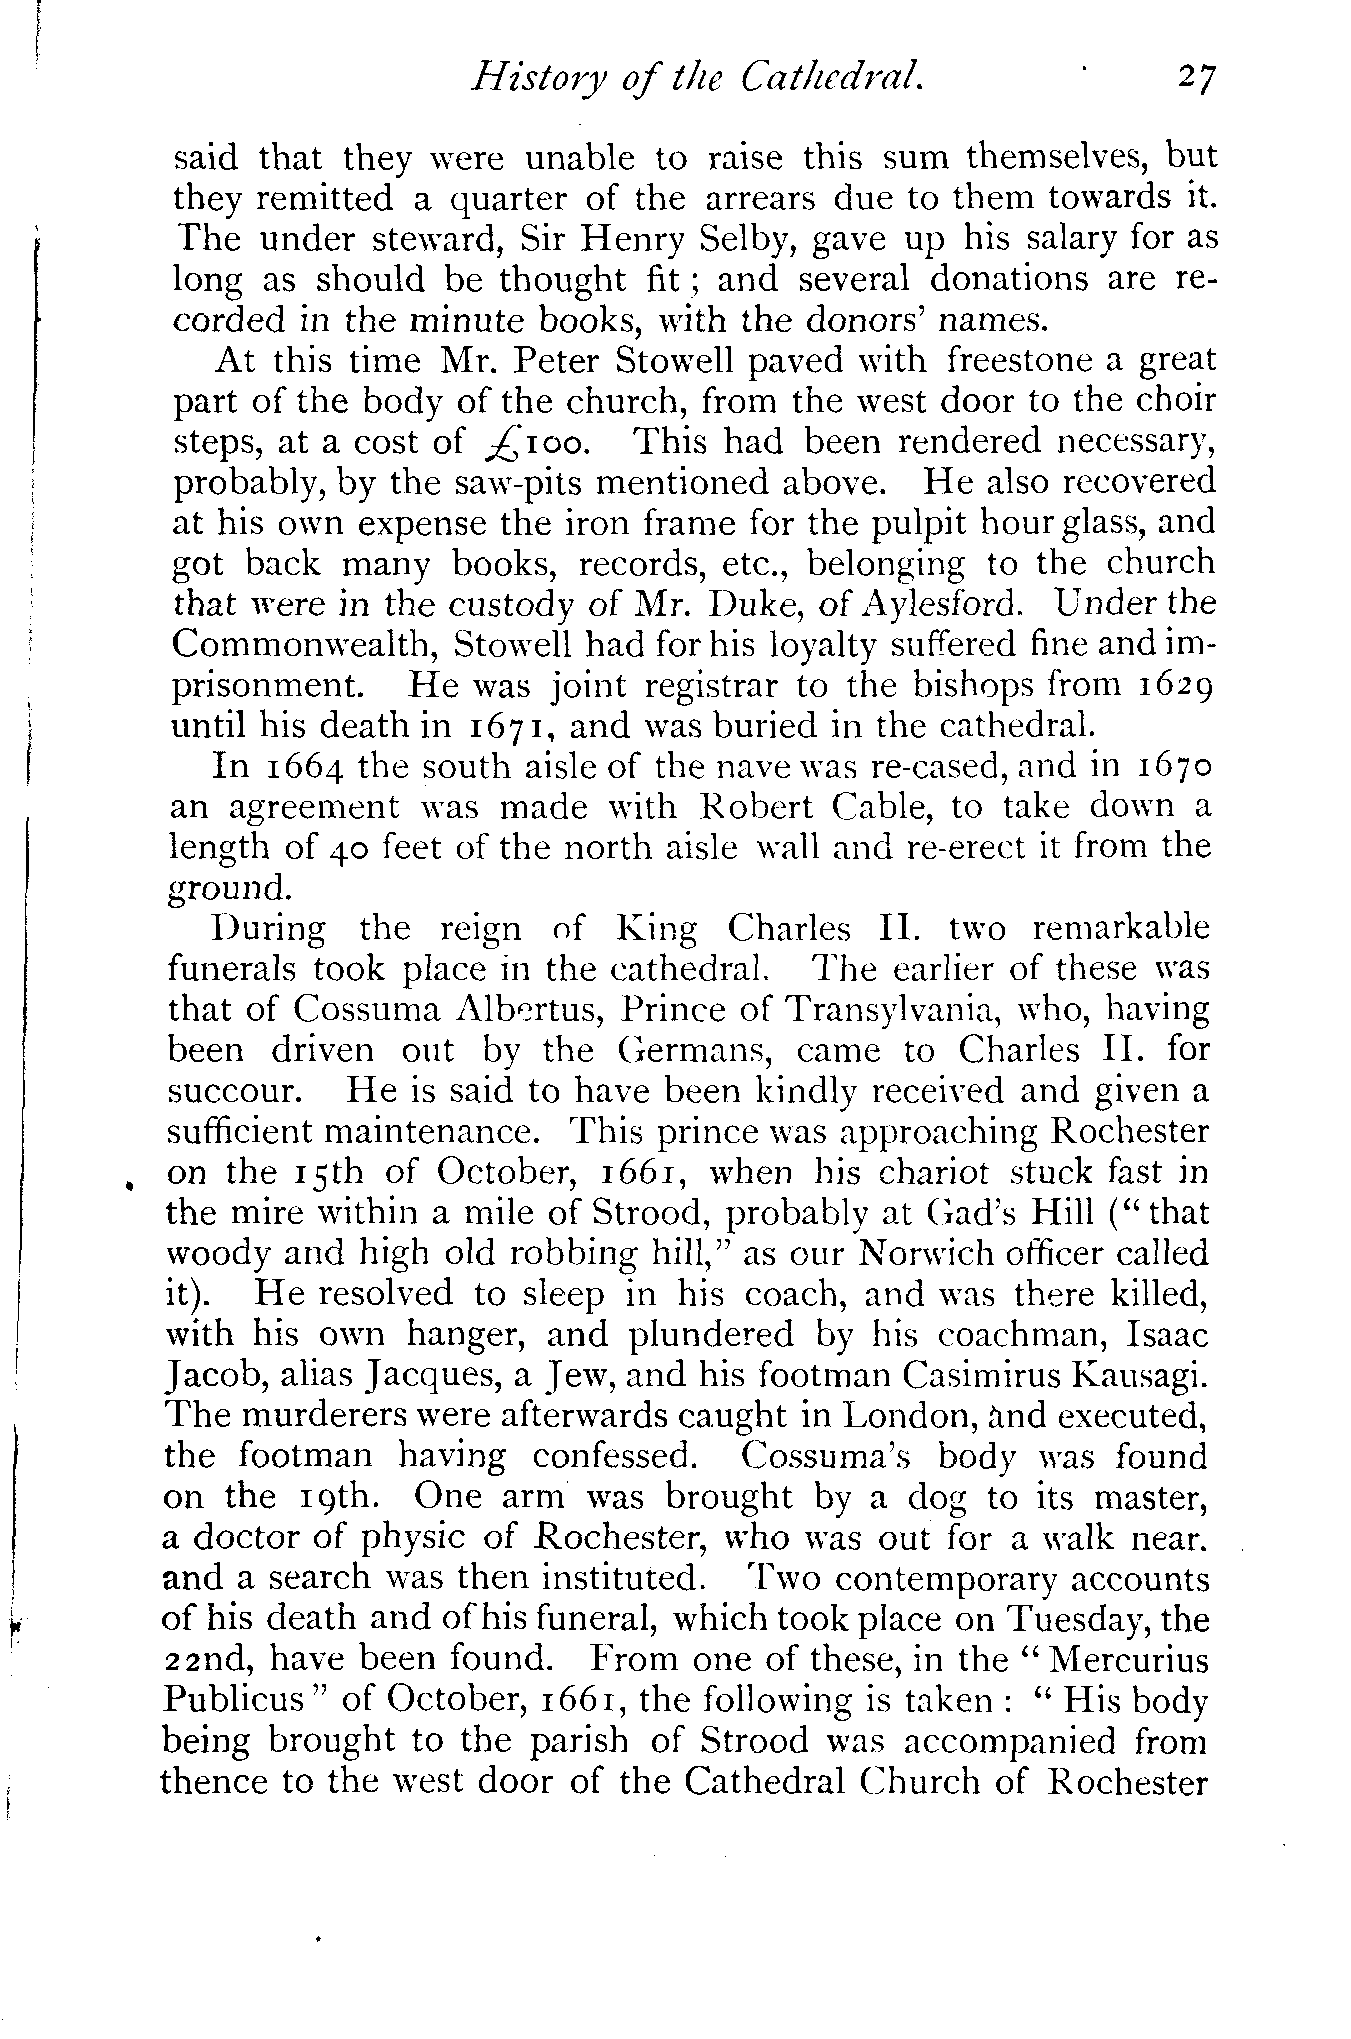 History of the Cathedral. 27
said that they were unable to raise this sum themselves, but
they remitted a quarter of the arrears due to them towards it.
The under steward, Sir Henry Selby, gave up his salary for as
long as should be thought fit ; and several donations are re-
corded in the minute books, with the donors' names.
At this time Mr. Peter Stowell paved with freestone a great
part of the body of the church, from the west door to the choir
steps, at a cost of £100. This had been rendered necessary,
probably, by the saw-pits mentioned above. He also recovered
at his own expense the iron frame for the pulpit hour glass, and
got back many books, records, etc., belonging to the church
that were in the custody of Mr. Duke, of Aylesford. Under the
Commonwealth, Stowell had for his loyalty suffered fine and im-
prisonment. He was joint registrar to the bishops from 1629
until his death in 1671, and was buried in the cathedral.
In 1664 the south aisle of the nave was re-cased, and in 1670
an agreement was made with Robert Cable, to take down a
length of 40 feet of the north aisle wall and re-erect it from the
ground.
During the reign of King Charles II. two remarkable
funerals took place in the cathedral. The earlier of these was
that of Cossuma Albertus, Prince of Transylvania, who, having
been driven out by the Germans, came to Charles II. for
succour. He is said to have been kindly received and given a
sufficient maintenance. This prince was approaching Rochester
on the 15th of October, 1661, when his chariot stuck fast in
the mire within a mile of Strood, probably at Gad's Hill (" that
woody and high old robbing hill," as our Norwich officer called
it). He resolved to sleep in his coach, and was there killed,
with his own hanger, and plundered by his coachman, Isaac
Jacob, alias Jacques, a Jew, and his footman Casimirus Kausagi.
The murderers were afterwards caught in London, and executed,
the footman having confessed. Cossuma's body was found
on the 19th. One arm was brought by a dog to its master,
a doctor of physic of Rochester, who was out for a walk near.
and a search was then instituted. Two contemporary accounts
of his death and of his funeral, which took place on Tuesday, the
22nd, have been found. From one of these, in the " Mercurius
Publicus " of October, 1661, the following is taken : " His body
being brought to the parish of Strood was accompanied from
thence to the west door of the Cathedral Church of Rochester